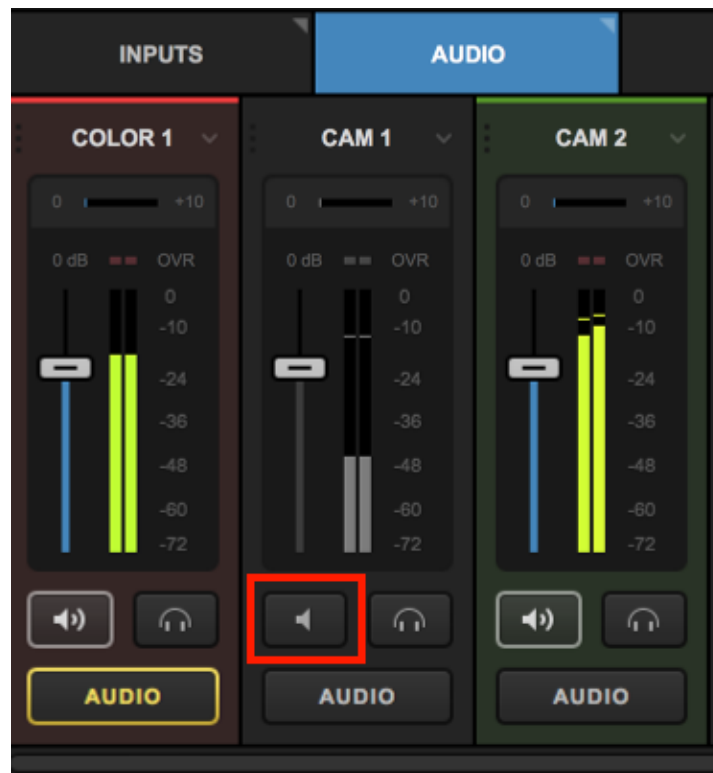 INPUTS
AUDIO
COLOR 1
CAM 1
CAM 2
0 +10
0 +10
0 +10
0 dB OVR
0 dB OVR
0 dB OVR
0
0
0
-10
-10
-10
-24
-24
-24
-36
-36
-36
-48
-48
-48
-60
-60
-60
-72
-72
-72
AUDIO
AUDIO
AUDIO